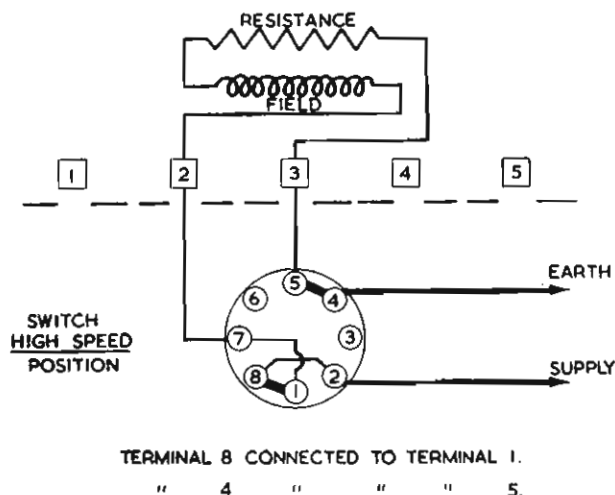 RESISTANCE
FIELD
1 2 3 4 5
5
4 EARTH
6
3
SWITCH
HIGH SPEED
POSITION
7
8 2 SUPPLY
1
TERMINAL 8 CONNECTED TO TERMINAL 1.
" 4 " " " 5.